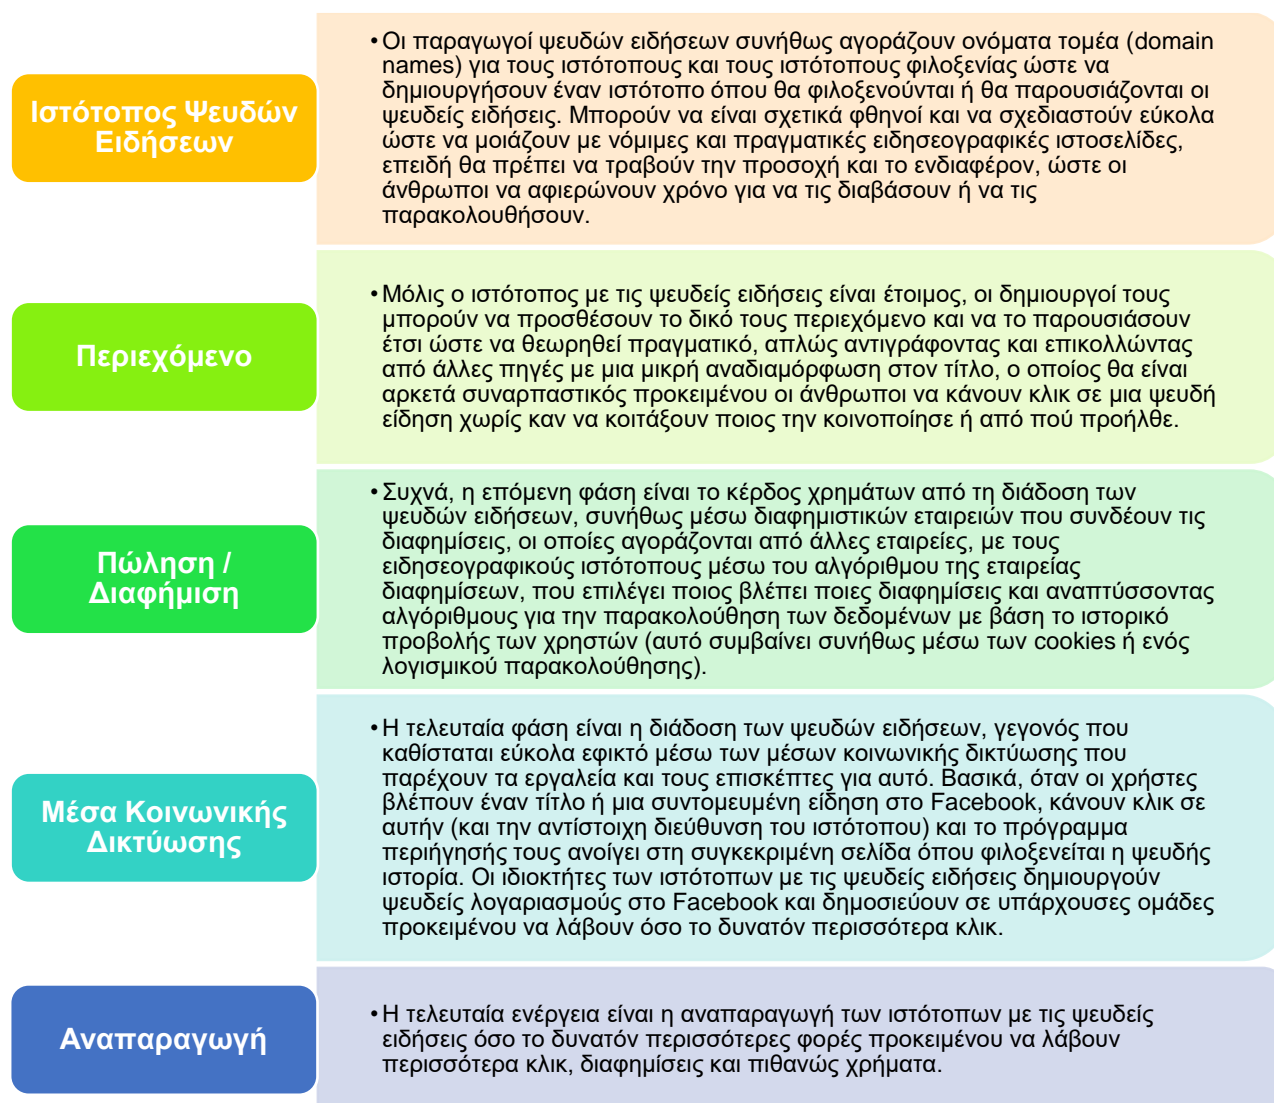 Ιστότοπος Ψευδών
Ειδήσεων
•Οι παραγωγοί ψευδών ειδήσεων συνήθως αγοράζουν ονόματα τομέα (domain
names) για τους ιστότοπους και τους ιστότοπους φιλοξενίας ώστε να
δημιουργήσουν έναν ιστότοπο όπου θα φιλοξενούνται ή θα παρουσιάζονται οι
ψευδείς ειδήσεις. Μπορούν να είναι σχετικά φθηνοί και να σχεδιαστούν εύκολα
ώστε να μοιάζουν με νόμιμες και πραγματικές ειδησεογραφικές ιστοσελίδες,
επειδή θα πρέπει να τραβούν την προσοχή και το ενδιαφέρον, ώστε οι
άνθρωποι να αφιερώνουν χρόνο για να τις διαβάσουν ή να τις
παρακολουθήσουν.
Περιεχόμενο
•Μόλις ο ιστότοπος με τις ψευδείς ειδήσεις είναι έτοιμος, οι δημιουργοί τους
μπορούν να προσθέσουν το δικό τους περιεχόμενο και να το παρουσιάσουν
έτσι ώστε να θεωρηθεί πραγματικό, απλώς αντιγράφοντας και επικολλώντας
από άλλες πηγές με μια μικρή αναδιαμόρφωση στον τίτλο, ο οποίος θα είναι
αρκετά συναρπαστικός προκειμένου οι άνθρωποι να κάνουν κλικ σε μια ψευδή
είδηση χωρίς καν να κοιτάξουν ποιος την κοινοποίησε ή από πού προήλθε.
Πώληση /
Διαφήμιση
•Συχνά, η επόμενη φάση είναι το κέρδος χρημάτων από τη διάδοση των
ψευδών ειδήσεων, συνήθως μέσω διαφημιστικών εταιρειών που συνδέουν τις
διαφημίσεις, οι οποίες αγοράζονται από άλλες εταιρείες, με τους
ειδησεογραφικούς ιστότοπους μέσω του αλγόριθμου της εταιρείας
διαφημίσεων, που επιλέγει ποιος βλέπει ποιες διαφημίσεις και αναπτύσσοντας
αλγόριθμους για την παρακολούθηση των δεδομένων με βάση το ιστορικό
προβολής των χρηστών (αυτό συμβαίνει συνήθως μέσω των cookies ή ενός
λογισμικού παρακολούθησης).
Μέσα Κοινωνικής
Δικτύωσης
•Η τελευταία φάση είναι η διάδοση των ψευδών ειδήσεων, γεγονός που
καθίσταται εύκολα εφικτό μέσω των μέσων κοινωνικής δικτύωσης που
παρέχουν τα εργαλεία και τους επισκέπτες για αυτό. Βασικά, όταν οι χρήστες
βλέπουν έναν τίτλο ή μια συντομευμένη είδηση στο Facebook, κάνουν κλικ σε
αυτήν (και την αντίστοιχη διεύθυνση του ιστότοπου) και το πρόγραμμα
περιήγησής τους ανοίγει στη συγκεκριμένη σελίδα όπου φιλοξενείται η ψευδής
ιστορία. Οι ιδιοκτήτες των ιστότοπων με τις ψευδείς ειδήσεις δημιουργούν
ψευδείς λογαριασμούς στο Facebook και δημοσιεύουν σε υπάρχουσες ομάδες
προκειμένου να λάβουν όσο το δυνατόν περισσότερα κλικ.
Αναπαραγωγή
•Η τελευταία ενέργεια είναι η αναπαραγωγή των ιστότοπων με τις ψευδείς
ειδήσεις όσο το δυνατόν περισσότερες φορές προκειμένου να λάβουν
περισσότερα κλικ, διαφημίσεις και πιθανώς χρήματα.